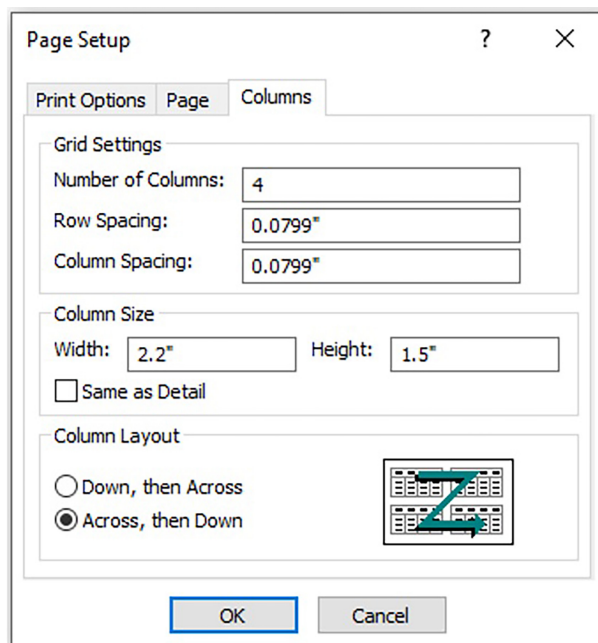 Page Setup ? X
Print Options Page Columns
Grid Settings
Number of Columns: 4
Row Spacing: 0.0799"
Column Spacing: 0.0799"
Column Size
Width: 2.2" Height: 1.5"
Same as Detail
Column Layout
Down, then Across
Across, then Down
OK Cancel